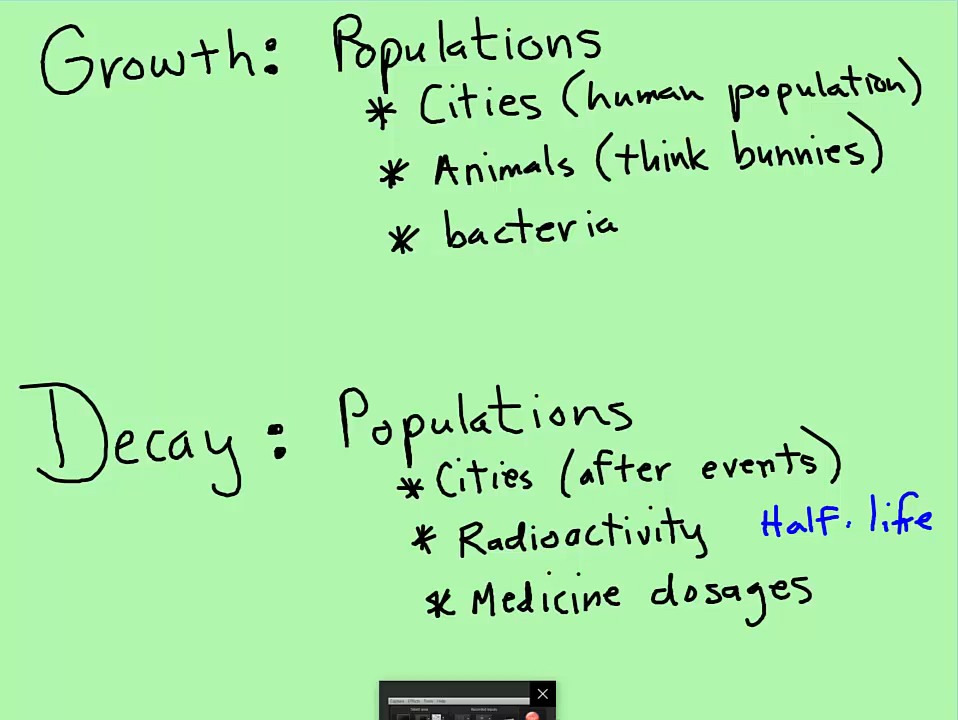 Growth: Populations
* Cities (human population)
* Animals (think bunnies)
* bacteria
Decay: Populations
* Cities (after events)
* Radioactivity Half-life
* Medicine dosages